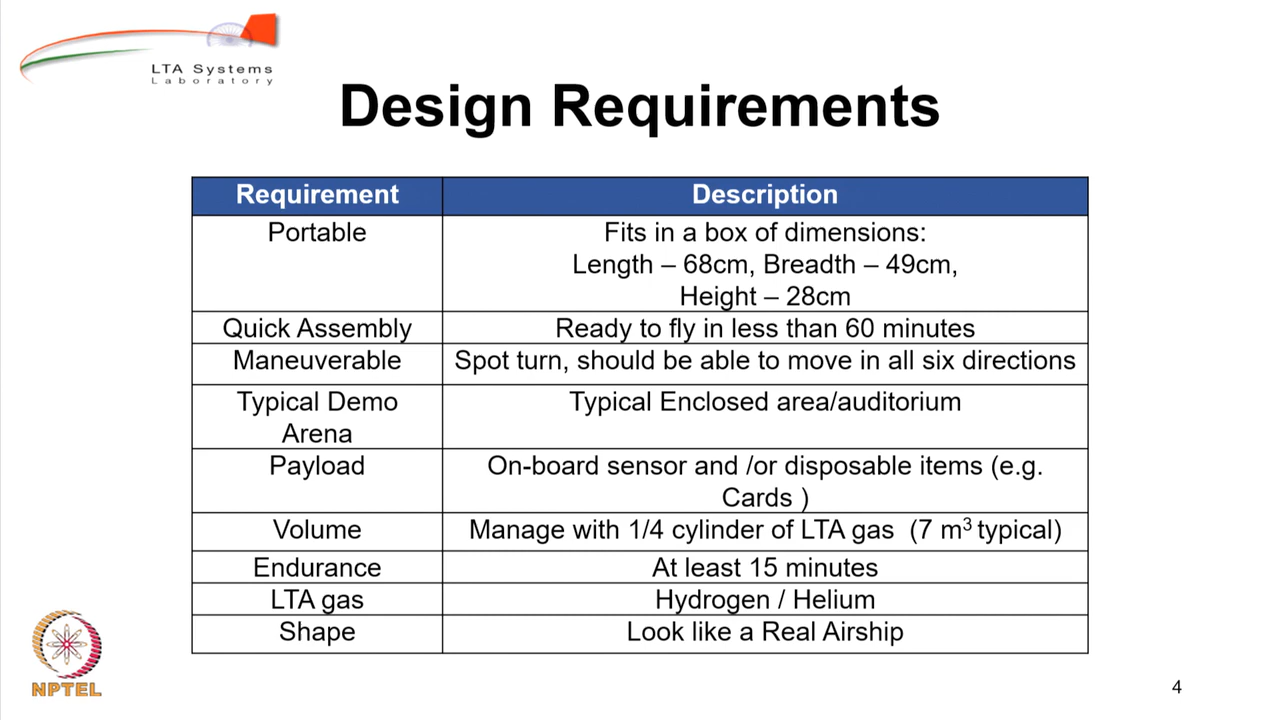 LTA Systems
Laboratory
Design Requirements
Requirement Description
Portable Fits in a box of dimensions:
Length – 68cm, Breadth – 49cm,
Height – 28cm
Quick Assembly Ready to fly in less than 60 minutes
Maneuverable Spot turn, should be able to move in all six directions
Typical Demo Typical Enclosed area/auditorium
Arena
Payload On-board sensor and /or disposable items (e.g.
Cards )
Volume Manage with 1/4 cylinder of LTA gas (7 m³ typical)
Endurance At least 15 minutes
LTA gas Hydrogen / Helium
Shape Look like a Real Airship
NPTEL
4